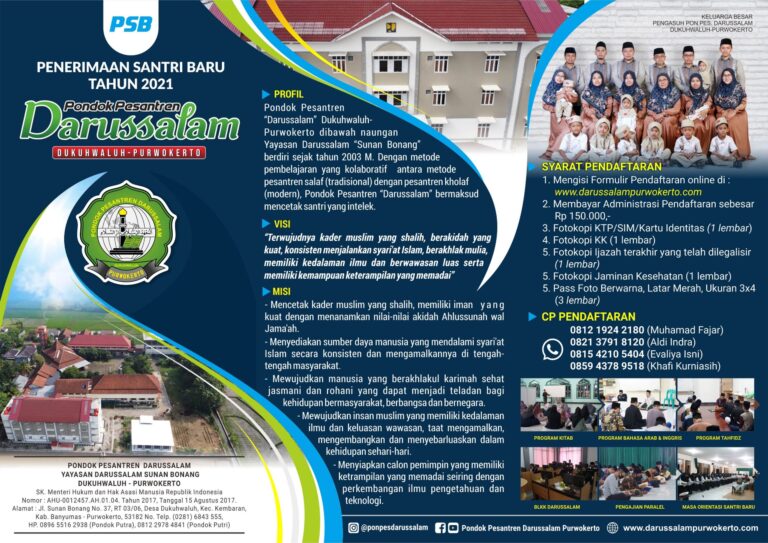 PSB
PENERIMAAN SANTRI BARU
TAHUN 2021
Pondok Pesantren
Darussalam
DUKUHWALUH-PURWOKERTO
PONDOK PESANTREN DARUSSALAM
PURWOKERTO
PONDOK PESANTREN DARUSSALAM
YAYASAN DARUSSALAM SUNAN BONANG
DUKUHWALUH - PURWOKERTO
SK. Menteri Hukum dan Hak Asasi Manusia Republik Indonesia
Nomor : AHU-0012457.AH.01.04. Tahun 2017, Tanggal 15 Agustus 2017.
Alamat : Jl. Sunan Bonang No. 37, RT 03/06, Desa Dukuhwaluh, Kec. Kembaran,
Kab. Banyumas - Purwokerto, 53182 No. Telp. (0281) 6843 555,
HP. 0896 5516 2938 (Pondok Putra), 0812 2978 4841 (Pondok Putri)
PROFIL
Pondok Pesantren
"Darussalam" Dukuhwaluh-
Purwokerto dibawah naungan
Yayasan Darussalam "Sunan Bonang"
berdiri sejak tahun 2003 M. Dengan metode
pembelajaran yang kolaboratif antara metode
pesantren salaf (tradisional) dengan pesantren kholaf
(modern), Pondok Pesantren "Darussalam" bermaksud
mencetak santri yang intelek.
VISI
"Terwujudnya kader muslim yang shalih, berakidah yang
kuat, konsisten menjalankan syari'at Islam, berakhlak mulia,
memiliki kedalaman ilmu dan berwawasan luas serta
memiliki kemampuan keterampilan yang memadai"
MISI
- Mencetak kader muslim yang shalih, memiliki iman yang
kuat dengan menanamkan nilai-nilai akidah Ahlussunah wal
Jama'ah.
- Menyediakan sumber daya manusia yang mendalami syari'at
Islam secara konsisten dan mengamalkannya di tengah-
tengah masyarakat.
- Mewujudkan manusia yang berakhlakul karimah sehat
jasmani dan rohani yang dapat menjadi teladan bagi
kehidupan bermasyarakat, berbangsa dan bernegara.
- Mewujudkan insan muslim yang memiliki kedalaman
ilmu dan keluasan wawasan, taat mengamalkan,
mengembangkan dan menyebarluaskan dalam
kehidupan sehari-hari.
- Menyiapkan calon pemimpin yang memiliki
ketrampilan yang memadai seiring dengan
perkembangan ilmu pengetahuan dan
teknologi.
KELUARGA BESAR
PENGASUH PON.PES. DARUSSALAM
DUKUHWALUH-PURWOKERTO
SYARAT PENDAFTARAN
1. Mengisi Formulir Pendaftaran online di :
www.darussalampurwokerto.com
2. Membayar Administrasi Pendaftaran sebesar
Rp 150.000,-
3. Fotokopi KTP/SIM/Kartu Identitas (1 lembar)
4. Fotokopi KK (1 lembar)
5. Fotokopi Ijazah terakhir yang telah dilegalisir
(1 lembar)
5. Fotokopi Jaminan Kesehatan (1 lembar)
5. Pass Foto Berwarna, Latar Merah, Ukuran 3x4
(3 lembar)
CP PENDAFTARAN
0812 1924 2180 (Muhamad Fajar)
0821 3791 8120 (Aldi Indra)
0815 4210 5404 (Evaliya Isni)
0859 4378 9518 (Khafi Kurniasih)
PROGRAM KITAB
PROGRAM BAHASA ARAB & INGGRIS
PROGRAM TAHFIDZ
BLKK DARUSSALAM
PENGAJIAN PARALEL
MASA ORIENTASI SANTRI BARU
@ponpesdarussalam
Pondok Pesantren Darussalam Purwokerto
www.darussalampurwokerto.com